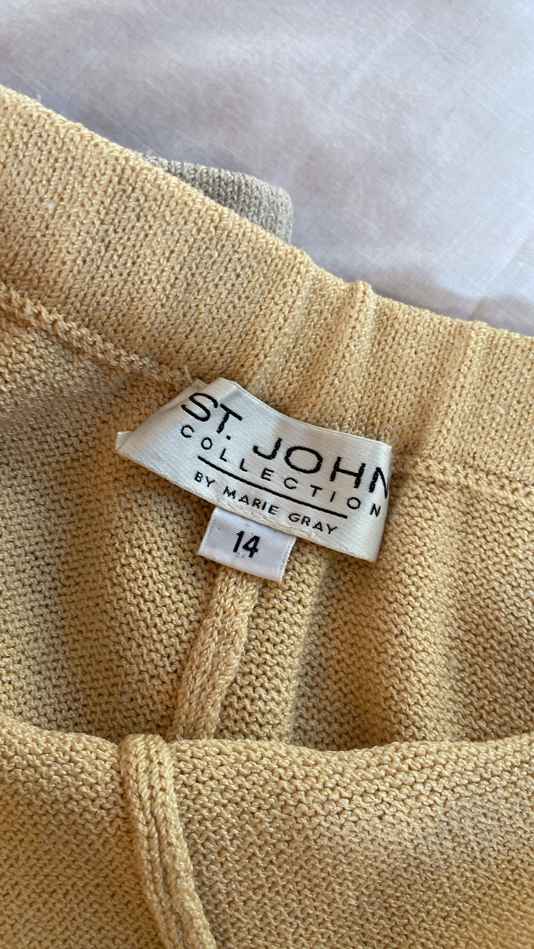 ST. JOHN
COLLECTION
BY MARIE GRAY
14